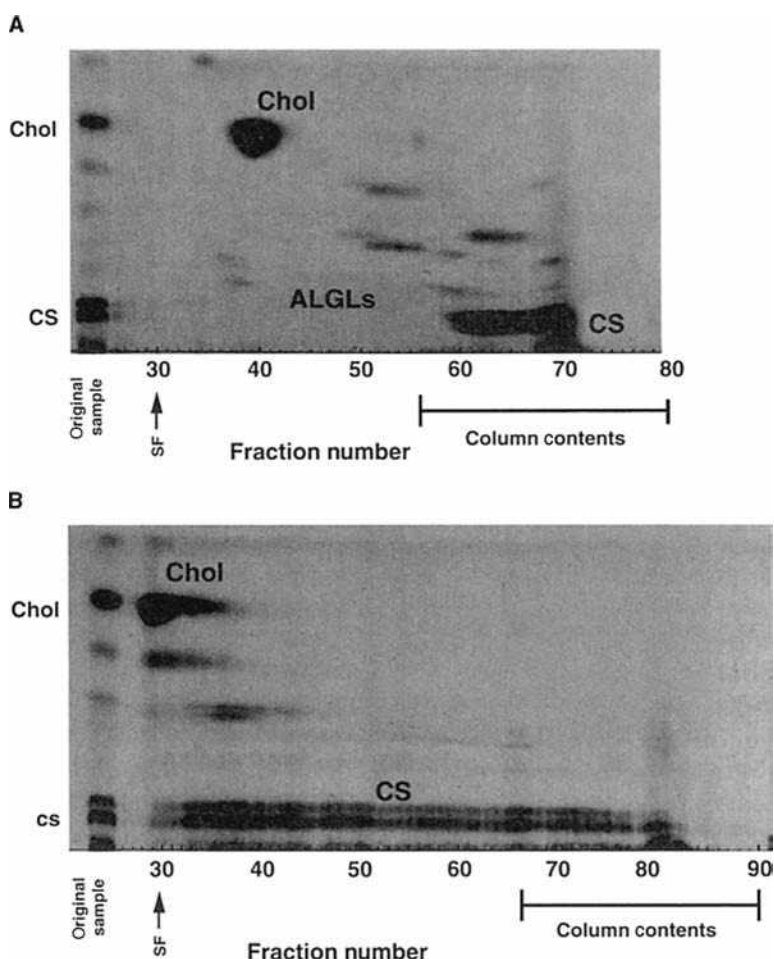 A
Chol
Chol
ALGLs
CS
CS
30 40 50 60 70 80
Original
sample
SF
Fraction number
Column contents
B
Chol
Chol
CS
CS
30 40 50 60 70 80 90
Original
sample
SF
Fraction number
Column contents